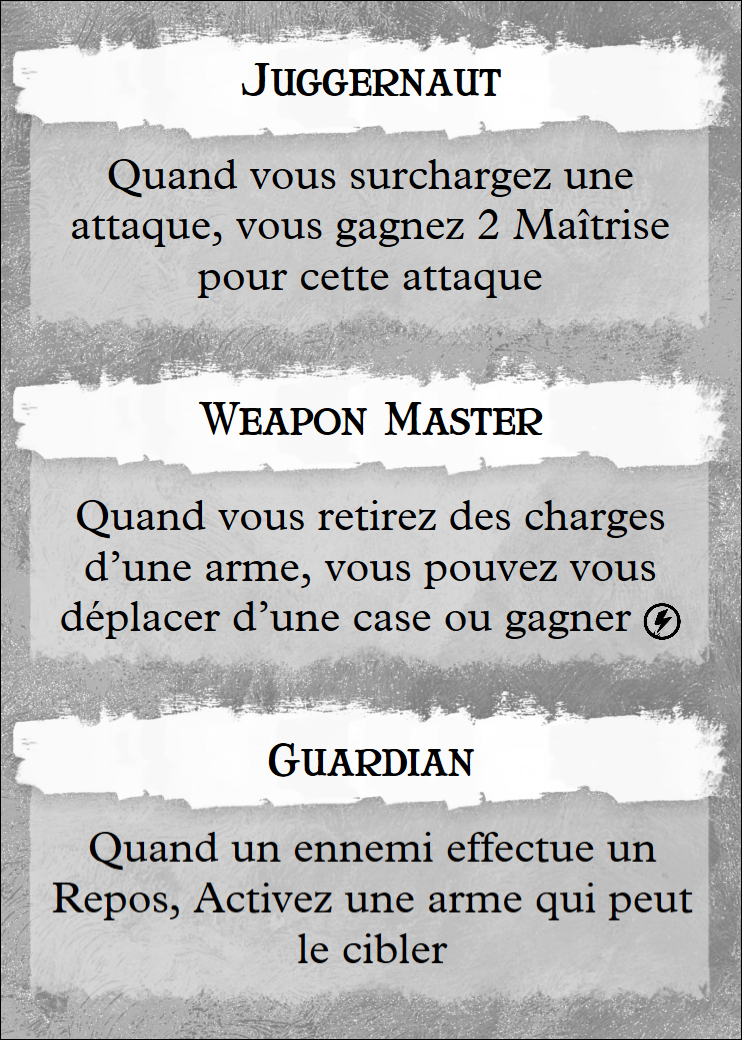 Juggernaut
Quand vous surchargez une
attaque, vous gagnez 2 Maîtrise
pour cette attaque
Weapon Master
Quand vous retirez des charges
d’une arme, vous pouvez vous
déplacer d’une case ou gagner
Guardian
Quand un ennemi effectue un
Repos, Activez une arme qui peut
le cibler